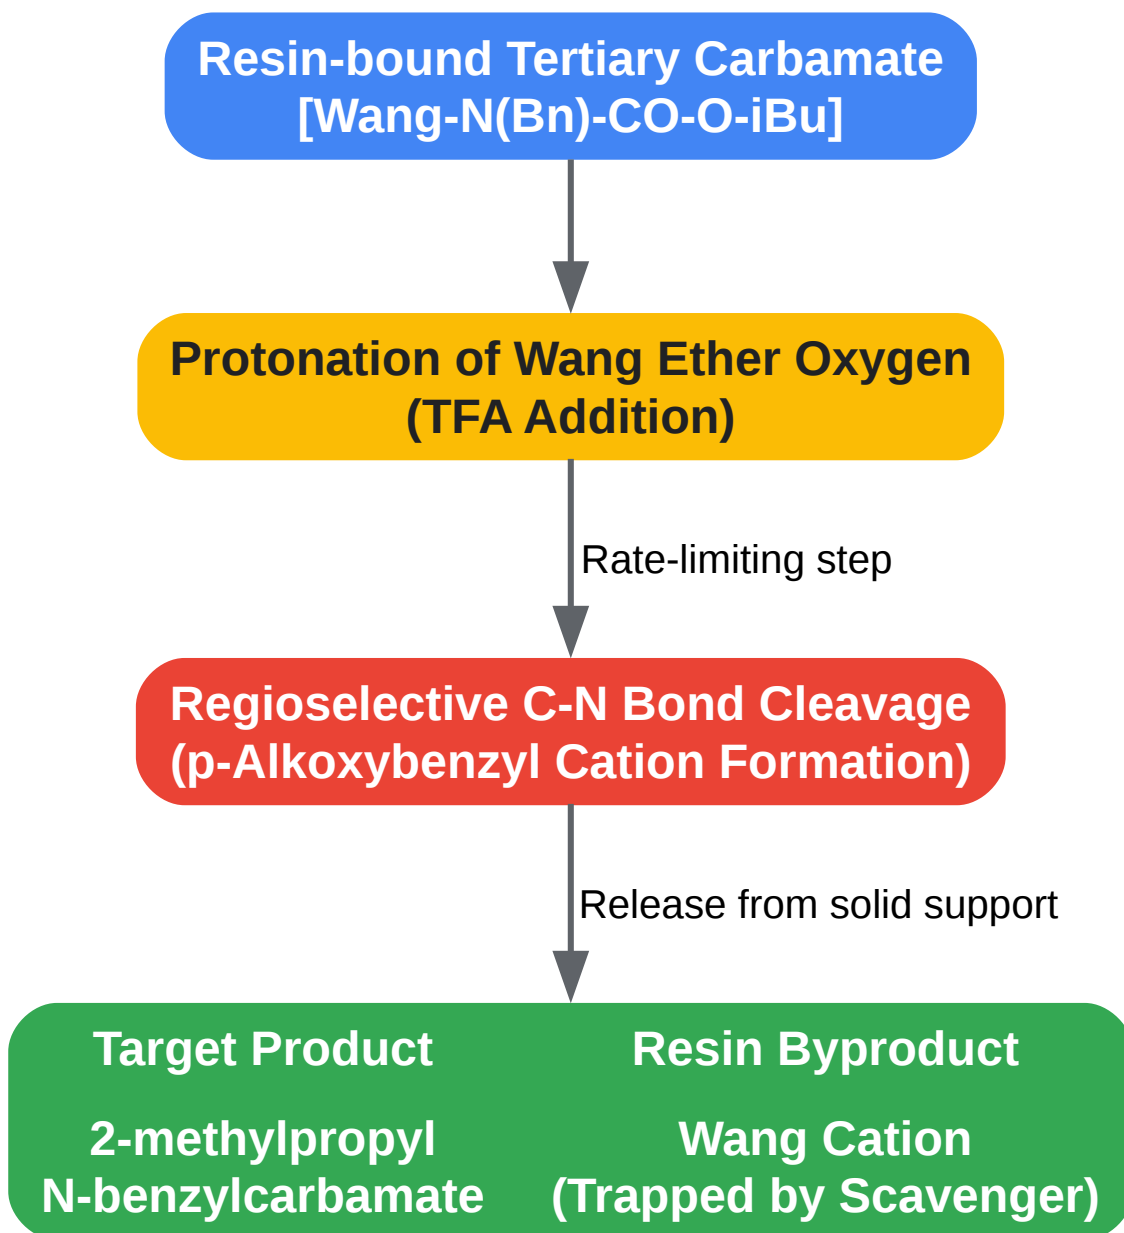 Resin-bound Tertiary Carbamate
[Wang-N(Bn)-CO-O-iBu]
Protonation of Wang Ether Oxygen
(TFA Addition)
Rate-limiting step
Regioselective C-N Bond Cleavage
(p-Alkoxybenzyl Cation Formation)
Release from solid support
Target Product
2-methylpropyl
N-benzylcarbamate
Resin Byproduct
Wang Cation
(Trapped by Scavenger)